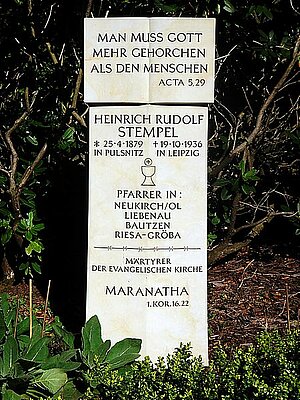 MAN MUSS GOTT
MEHR GEHORCHEN
ALS DEN MENSCHEN
ACTA 5,29
HEINRICH RUDOLF
STEMPEL
* 25·4·1879 †19·10·1936
IN PULSNITZ IN LEIPZIG
PFARRER IN:
NEUKIRCH/OL
LIEBENAU
BAUTZEN
RIESA-GRÖBA
MÄRTYRER
DER EVANGELISCHEN KIRCHE
MARANATHA
1.KOR.16.22